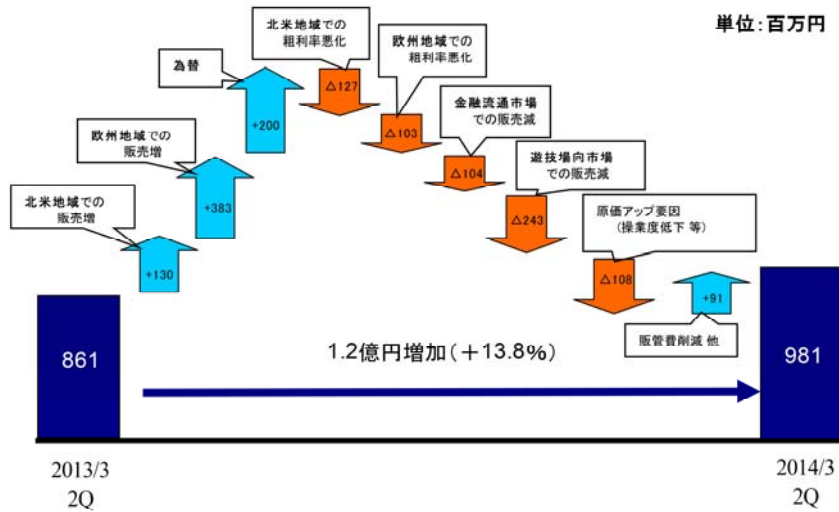 単位：百万円
北米地域での
粗利率悪化
欧州地域での
粗利率悪化
為替
金融流通市場
での販売減
欧州地域での
販売増
遊技場向市場
での販売減
北米地域での
販売増
原価アップ要因
(操業度低下 等)
+130
+383
+200
△127
△103
△104
△243
△108
+91
販管費削減 他
861
1.2億円増加(＋13.8％)
981
2013/3
2Q
2014/3
2Q